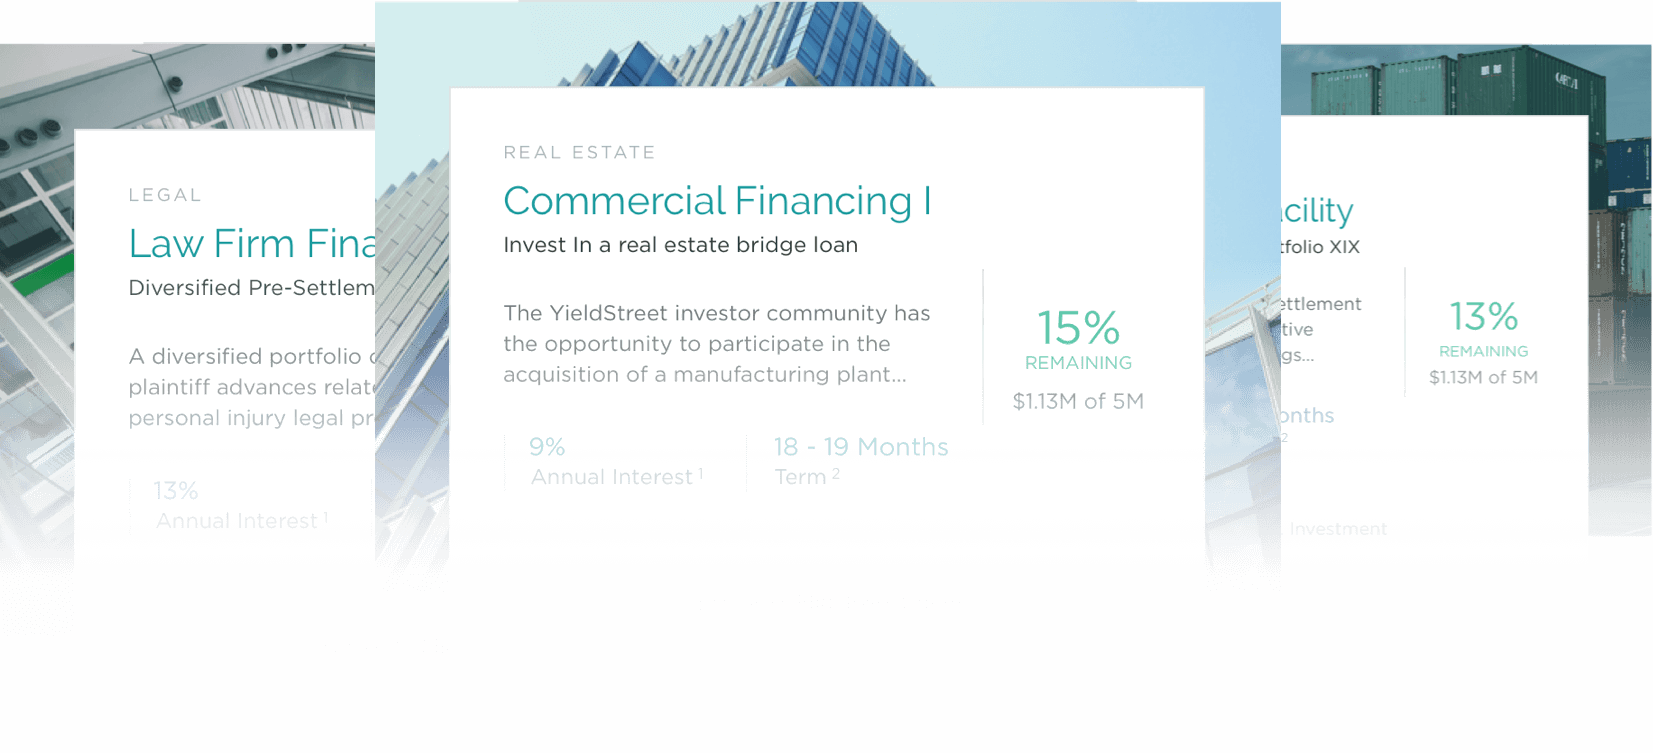 LEGAL
Law Firm Fina
Diversified Pre-Settlem
A diversified portfolio
plaintiff advances relat
personal injury legal pr
13%
Annual Interest 1
REAL ESTATE
Commercial Financing I
Invest In a real estate bridge loan
The YieldStreet investor community has
the opportunity to participate in the
acquisition of a manufacturing plant...
15%
REMAINING
$1.13M of 5M
9%
Annual Interest 1
18 - 19 Months
Term 2
acility
tfolio XIX
ettlement
tive
gs...
13%
REMAINING
$1.13M of 5M
onths
2
Investment